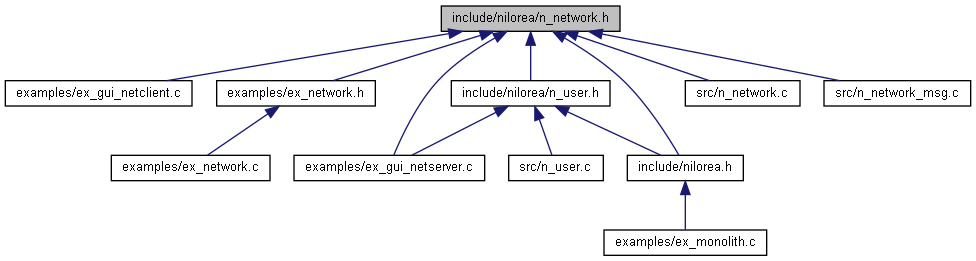 include/nilorea/n_network.h
examples/ex_gui_netclient.c
examples/ex_network.h
include/nilorea/n_user.h
src/n_network.c
src/n_network_msg.c
examples/ex_network.c
examples/ex_gui_netserver.c
src/n_user.c
include/nilorea.h
examples/ex_monolith.c